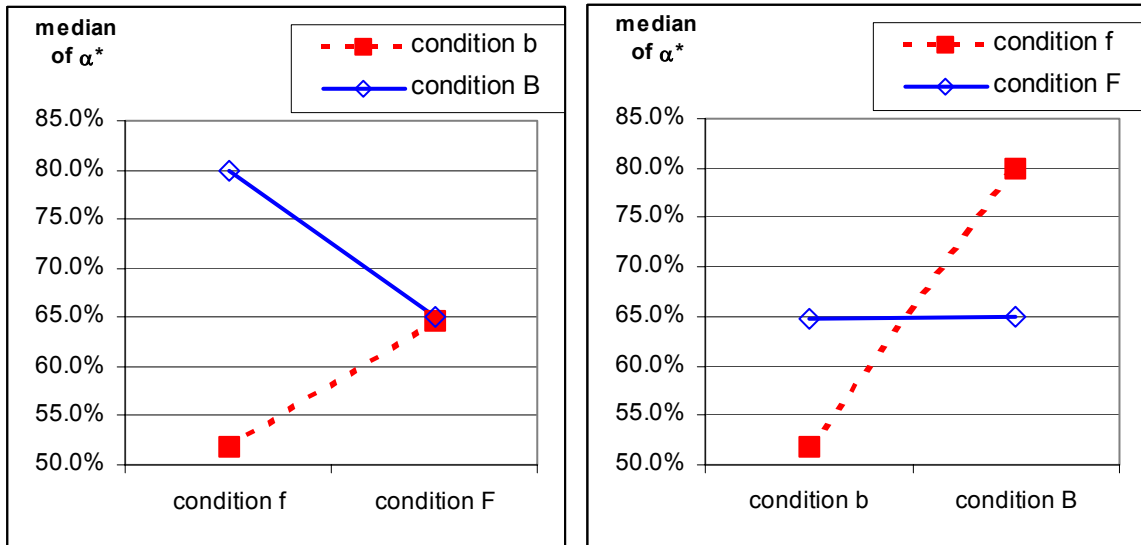 median
of α*
condition b
condition B
85.0%
80.0%
75.0%
70.0%
65.0%
60.0%
55.0%
50.0%
condition f
condition F
median
of α*
condition f
condition F
85.0%
80.0%
75.0%
70.0%
65.0%
60.0%
55.0%
50.0%
condition b
condition B